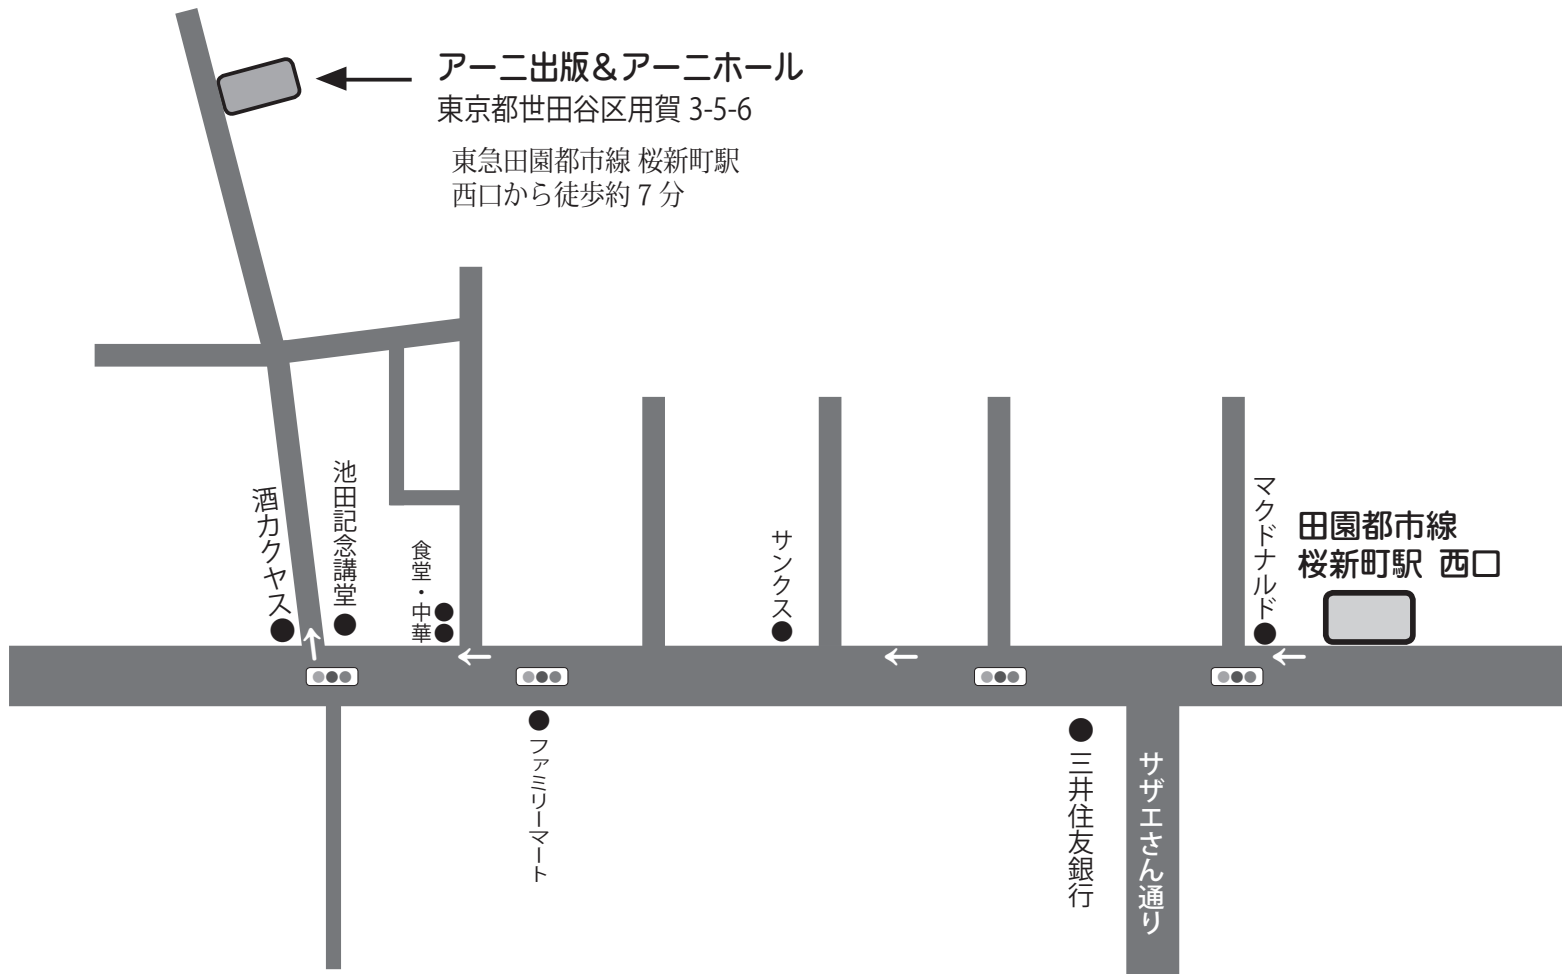 アーニ出版&アーニホール
東京都世田谷区用賀 3-5-6
東急田園都市線 桜新町駅
西口から徒歩約 7 分
酒カクヤス
池田記念講堂
食堂・中華
サンクス
マクドナルド
田園都市線
桜新町駅 西口
ファミリーマート
三井住友銀行
サザエさん通り